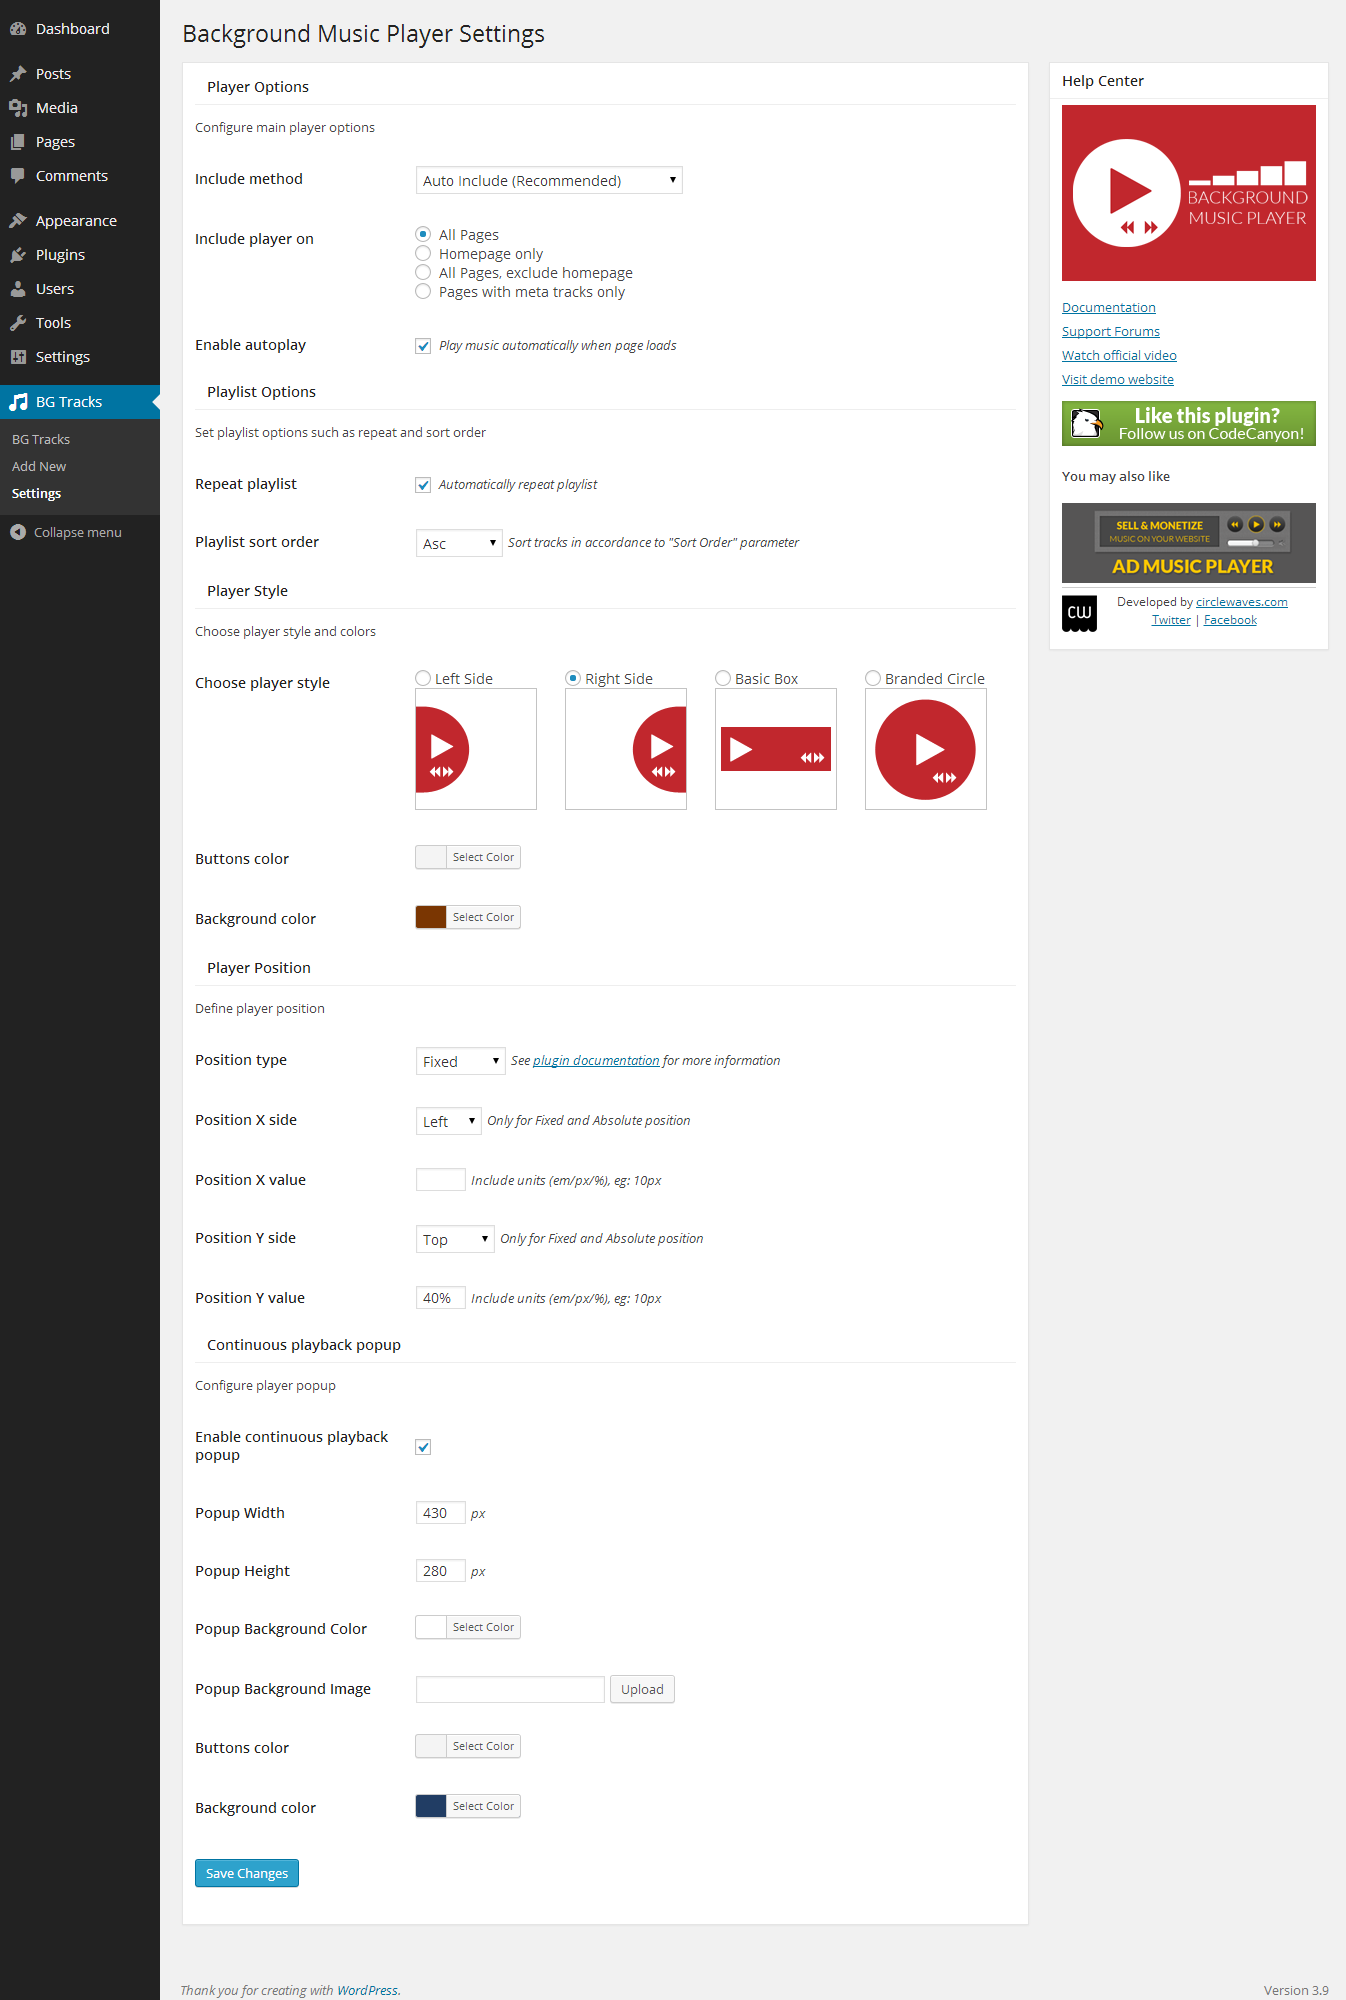 Dashboard
Posts
Media
Pages
Comments
Appearance
Plugins
Users
Tools
Settings
BG Tracks
BG Tracks
Add New
Settings
Collapse menu
Background Music Player Settings
Player Options
Configure main player options
Include method
Auto Include (Recommended)
Include player on
All Pages
Homepage only
All Pages, exclude homepage
Pages with meta tracks only
Enable autoplay
Play music automatically when page loads
Playlist Options
Set playlist options such as repeat and sort order
Repeat playlist
Automatically repeat playlist
Playlist sort order
Asc
Sort tracks in accordance to "Sort Order" parameter
Player Style
Choose player style and colors
Choose player style
Left Side
Right Side
Basic Box
Branded Circle
Buttons color
Select Color
Background color
Select Color
Player Position
Define player position
Position type
Fixed
See plugin documentation for more information
Position X side
Left
Only for Fixed and Absolute position
Position X value
Include units (em/px/%), eg: 10px
Position Y side
Top
Only for Fixed and Absolute position
Position Y value
40%
Include units (em/px/%), eg: 10px
Continuous playback popup
Configure player popup
Enable continuous playback
popup
Popup Width
430
px
Popup Height
280
px
Popup Background Color
Select Color
Popup Background Image
Upload
Buttons color
Select Color
Background color
Select Color
Save Changes
Help Center
BACKGROUND
MUSIC PLAYER
Documentation
Support Forums
Watch official video
Visit demo website
Like this plugin?
Follow us on CodeCanyon!
You may also like
SELL & MONETIZE
MUSIC ON YOUR WEBSITE
AD MUSIC PLAYER
CW
Developed by circlewaves.com
Twitter | Facebook
Thank you for creating with WordPress.
Version 3.9